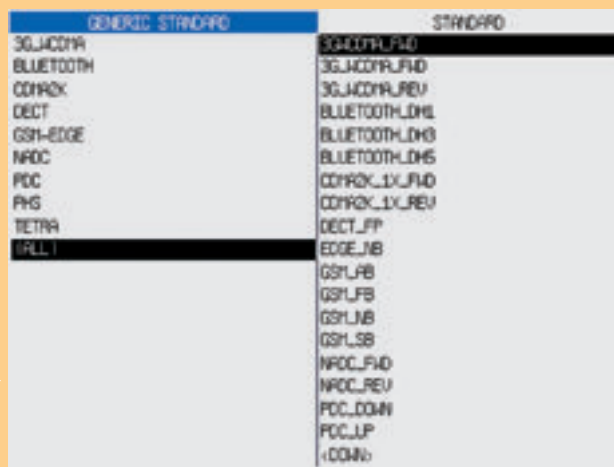 GENERIC STANDARD
3G_WCDMA
BLUETOOTH
CDMA2K
DECT
GSM-EDGE
NADC
PDC
PHS
TETRA
(ALL)
STANDARD
3GWCDMA_FWD
3G_WCDMA_FWD
3G_WCDMA_REV
BLUETOOTH_DH1
BLUETOOTH_DH3
BLUETOOTH_DH5
CDMA2K_1X_FWD
CDMA2K_1X_REV
DECT_FP
EDGE_NB
GSM_AB
GSM_FB
GSM_NB
GSM_SB
NADC_FWD
NADC_REV
PDC_DOWN
PDC_UP
<DOWN>